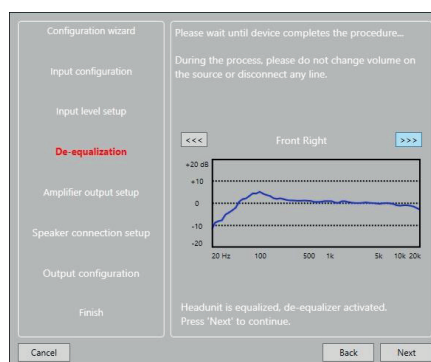 Configuration wizard
Input configuration
Input level setup
De-equalization
Amplifier output setup
Speaker connection setup
Output configuration
Finish
Cancel
Please wait until device completes the procedure...
During the process, please do not change volume on
the source or disconnect any line.
<<< Front Right >>>
+20 dB
+10
0
-10
-20
20 Hz 100 500 1k 5k 10k 20k
Headunit is equalized, de-equalizer activated.
Press 'Next' to continue.
Back Next